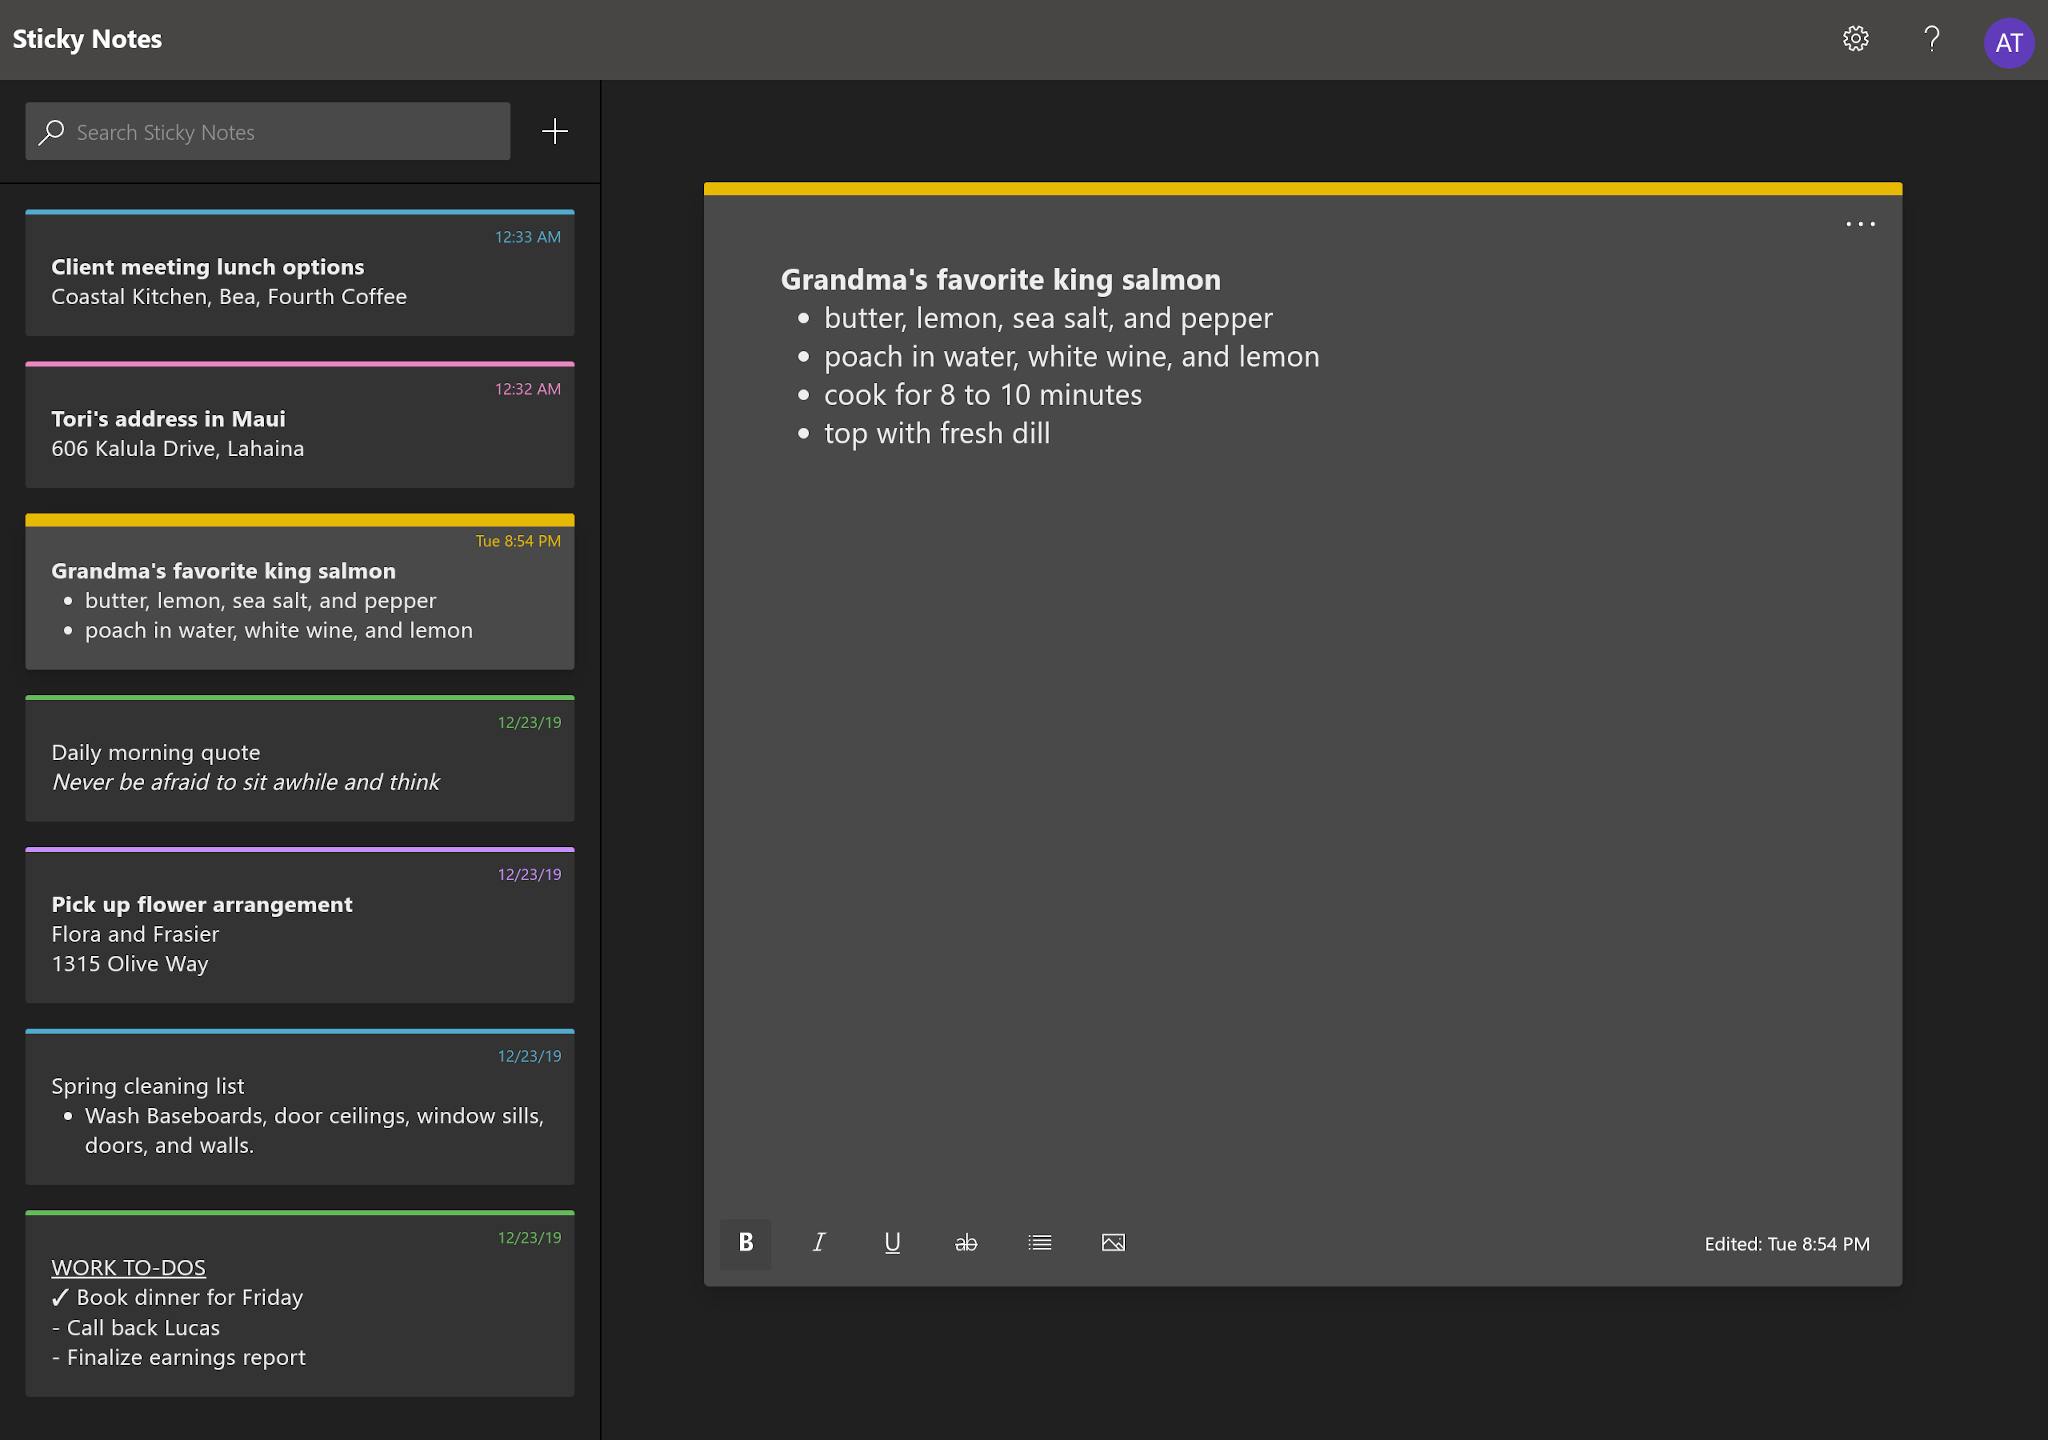 Sticky Notes
AT
Search Sticky Notes
12:33 AM
Client meeting lunch options
Coastal Kitchen, Bea, Fourth Coffee
12:32 AM
Tori's address in Maui
606 Kalula Drive, Lahaina
Tue 8:54 PM
Grandma's favorite king salmon
• butter, lemon, sea salt, and pepper
• poach in water, white wine, and lemon
12/23/19
Daily morning quote
Never be afraid to sit awhile and think
12/23/19
Pick up flower arrangement
Flora and Frasier
1315 Olive Way
12/23/19
Spring cleaning list
• Wash Baseboards, door ceilings, window sills,
doors, and walls.
12/23/19
WORK TO-DOS
✓ Book dinner for Friday
- Call back Lucas
- Finalize earnings report
Grandma's favorite king salmon
• butter, lemon, sea salt, and pepper
• poach in water, white wine, and lemon
• cook for 8 to 10 minutes
• top with fresh dill
B I U ab
Edited: Tue 8:54 PM